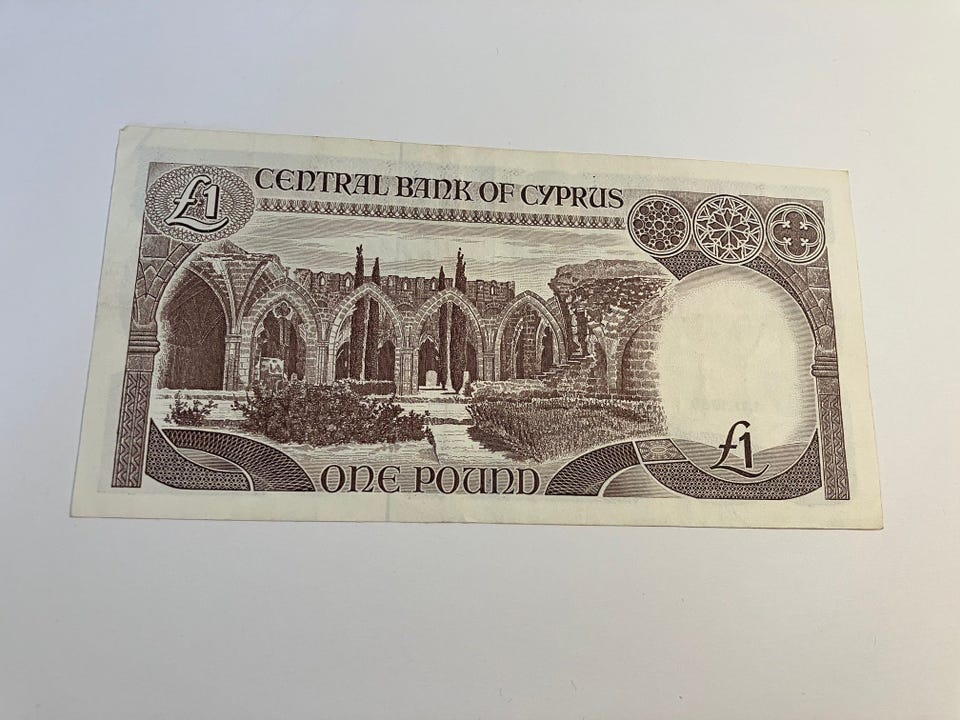 £1
CENTRAL BANK OF CYPRUS
£1
ONE POUND